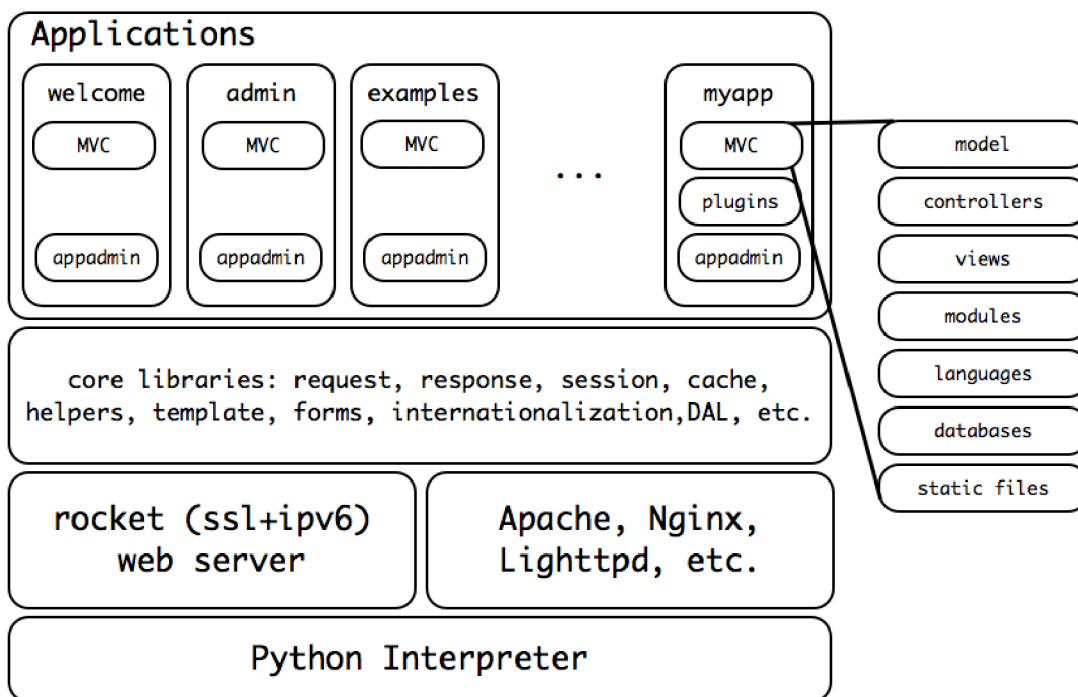 Applications
welcome
MVC
appadmin
admin
MVC
appadmin
examples
MVC
appadmin
...
myapp
MVC
plugins
appadmin
model
controllers
views
modules
languages
databases
static files
core libraries: request, response, session, cache,
helpers, template, forms, internationalization,DAL, etc.
rocket (ssl+ipv6)
web server
Apache, Nginx,
Lighttpd, etc.
Python Interpreter